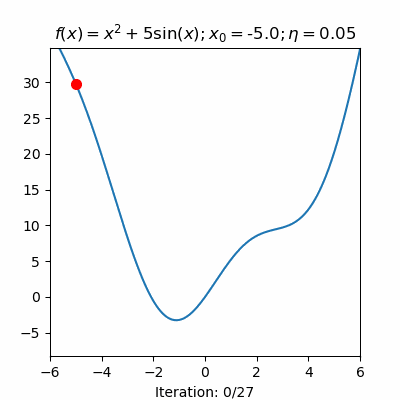 f(x) = x² + 5sin(x); x₀ = -5.0; η = 0.05
30
25
20
15
10
5
0
−5
−6 −4 −2 0 2 4 6
Iteration: 0/27